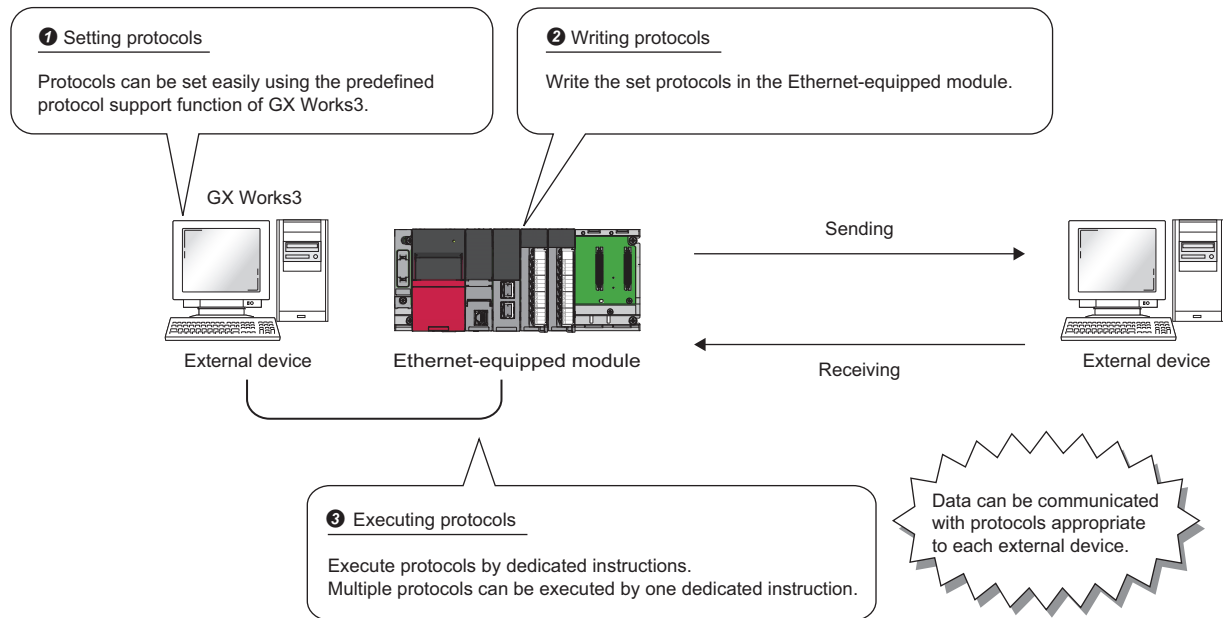 ❶ Setting protocols
Protocols can be set easily using the predefined
protocol support function of GX Works3.
❷ Writing protocols
Write the set protocols in the Ethernet-equipped module.
GX Works3
Sending
External device
Ethernet-equipped module
Receiving
External device
❸ Executing protocols
Execute protocols by dedicated instructions.
Multiple protocols can be executed by one dedicated instruction.
Data can be communicated
with protocols appropriate
to each external device.